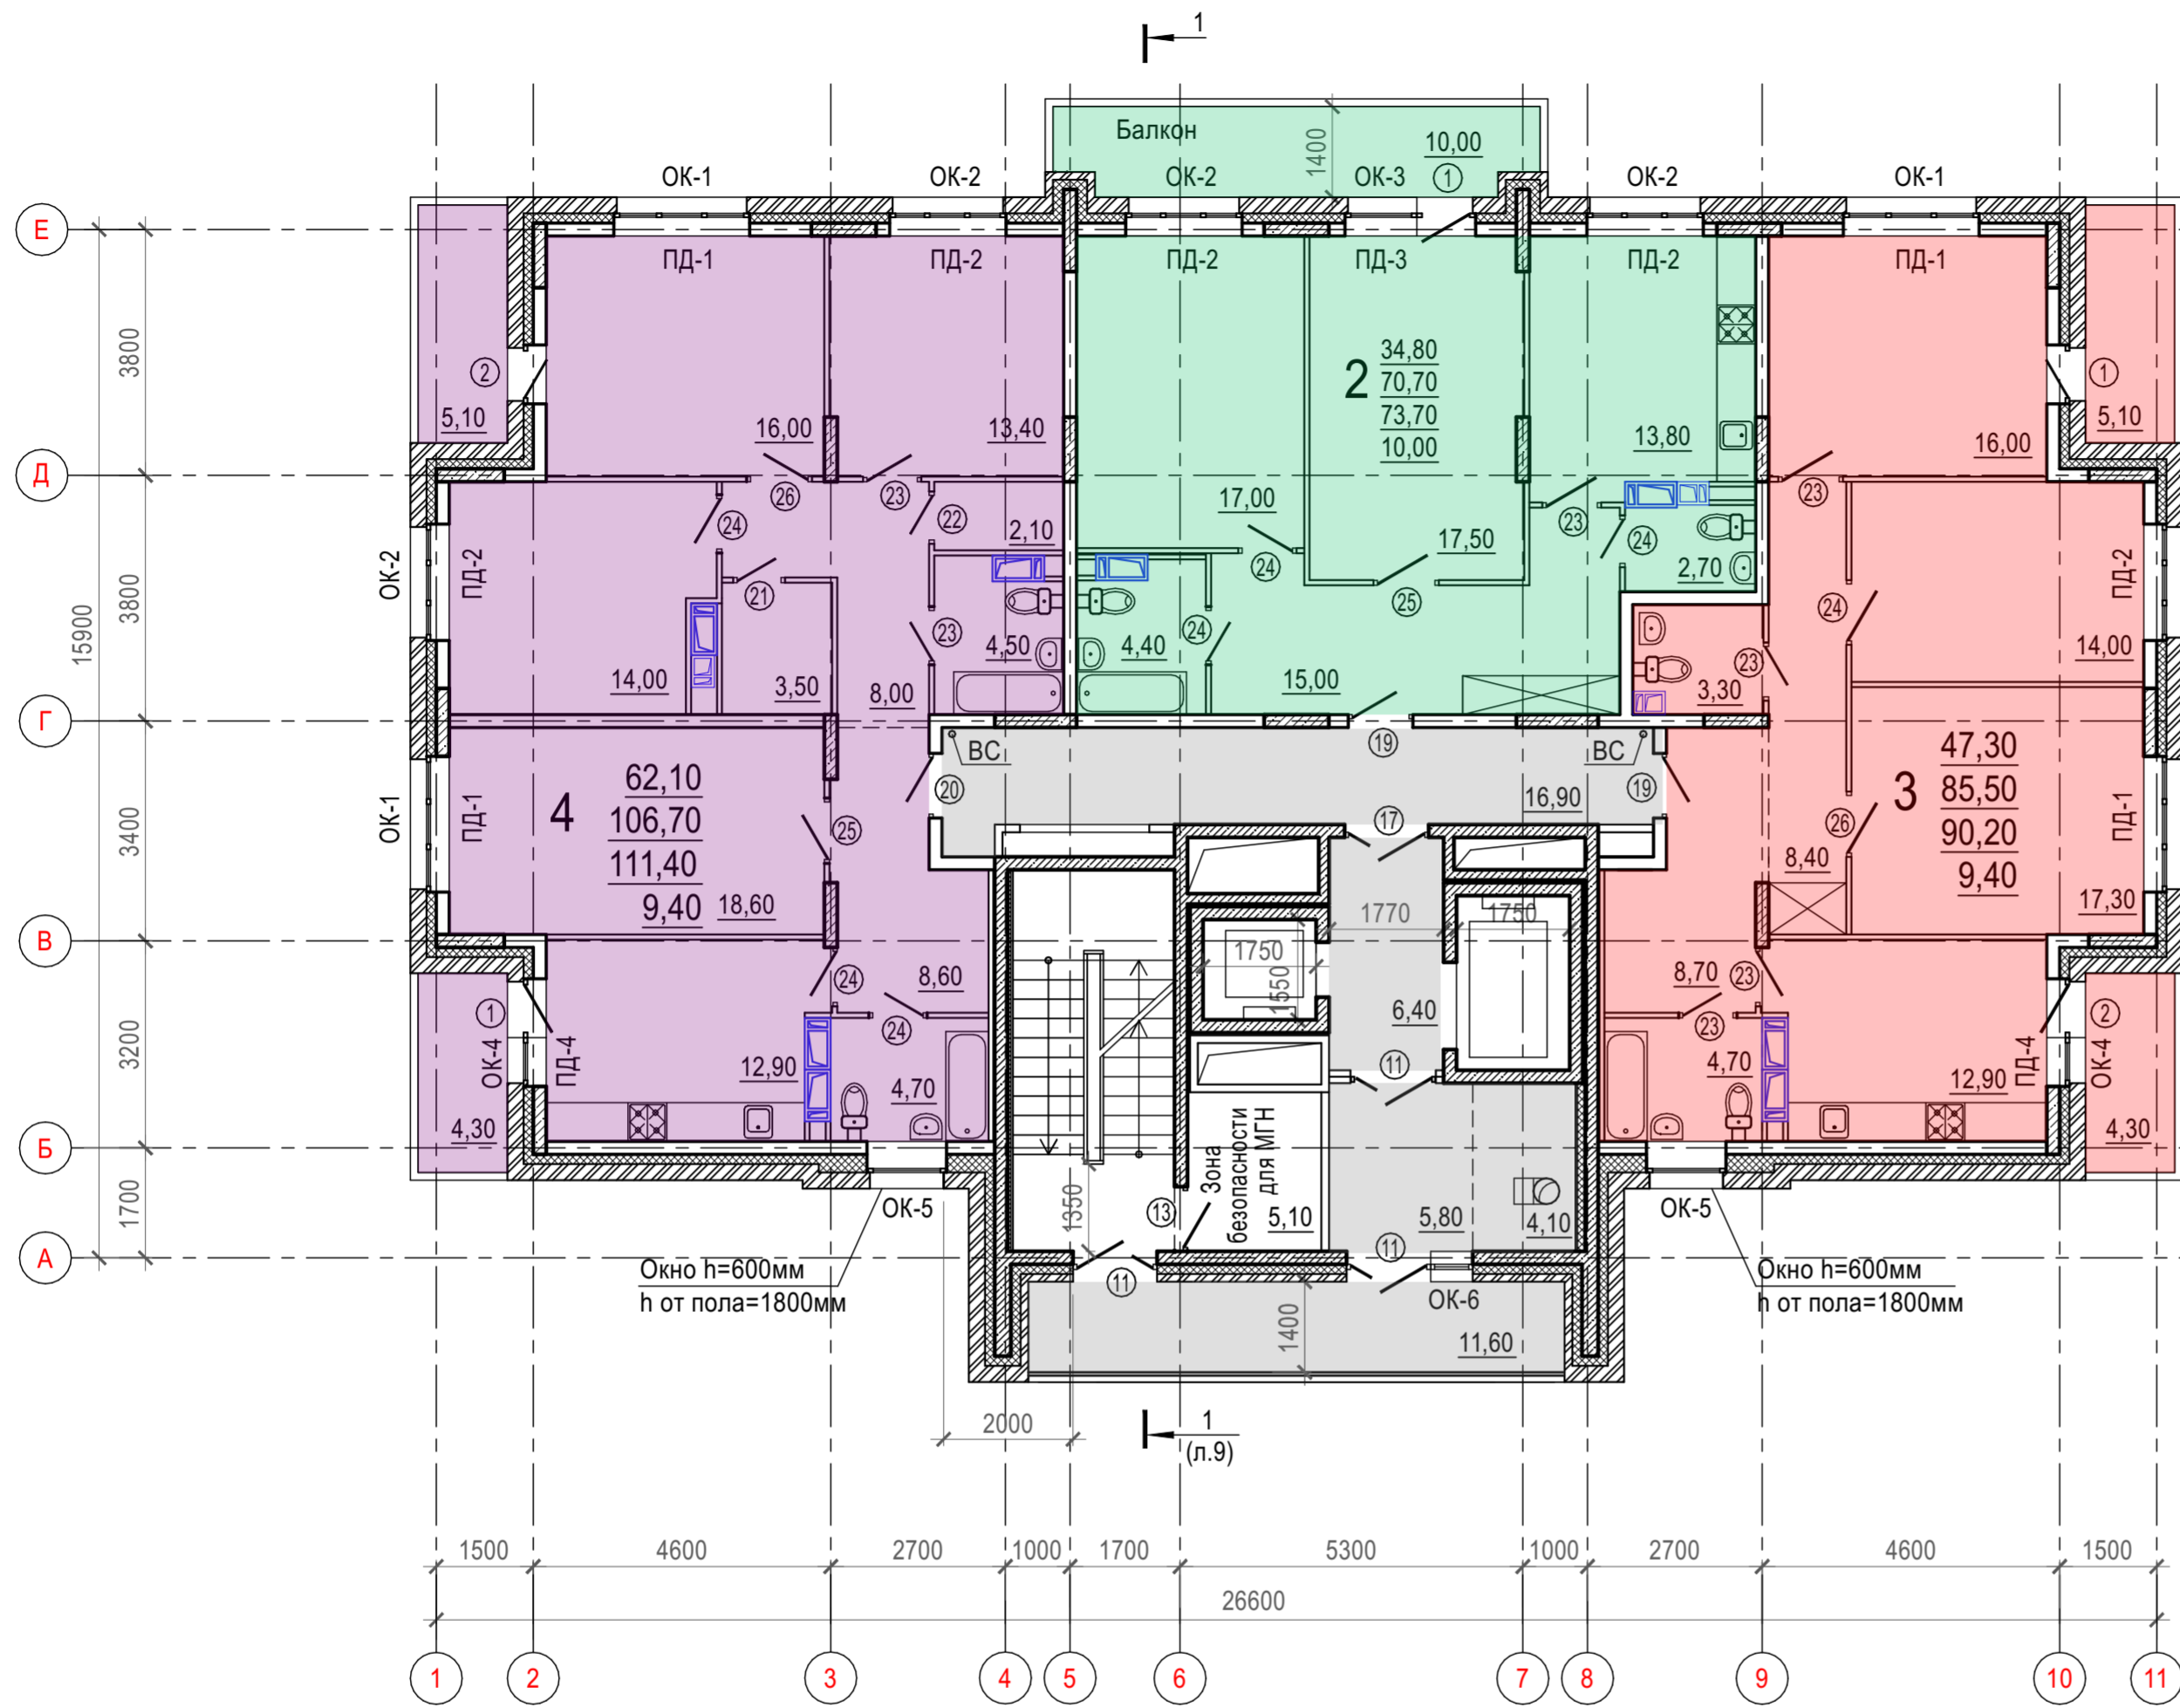 1
Балкон
10,00
1400
1
ОК-1
ОК-2
ОК-2
ОК-3
ОК-2
ОК-1
Е
ПД-1
ПД-2
ПД-2
ПД-3
ПД-2
ПД-1
3800
2
5,10
16,00
13,40
2
34,80
70,70
73,70
10,00
13,80
16,00
1
5,10
Д
26
23
24
22
2,10
17,00
24
17,50
23
24
2,70
23
ОК-2
ПД-2
ПД-2
15900
3800
21
23
4,50
4,40
24
25
24
14,00
3,50
8,00
15,00
23
3,30
14,00
Г
ВС
19
ВС
3400
ОК-1
ПД-1
4
62,10
106,70
111,40
9,40
18,60
25
20
16,90
19
17
26
8,40
3
47,30
85,50
90,20
9,40
17,30
ПД-1
В
1770
1750
1750
1550
24
8,60
24
6,40
8,70
23
23
3200
1
ОК-4
ПД-4
12,90
4,70
11
4,70
12,90
ПД-4
2
ОК-4
4,30
4,30
Б
1700
ОК-5
1350
13
Зона
безопасности
для МГН
5,10
5,80
4,10
ОК-5
А
Окно h=600мм
h от пола=1800мм
11
11
ОК-6
Окно h=600мм
h от пола=1800мм
1400
11,60
2000
1
(л.9)
1500
4600
2700
1000
1700
5300
1000
2700
4600
1500
26600
1
2
3
4
5
6
7
8
9
10
11